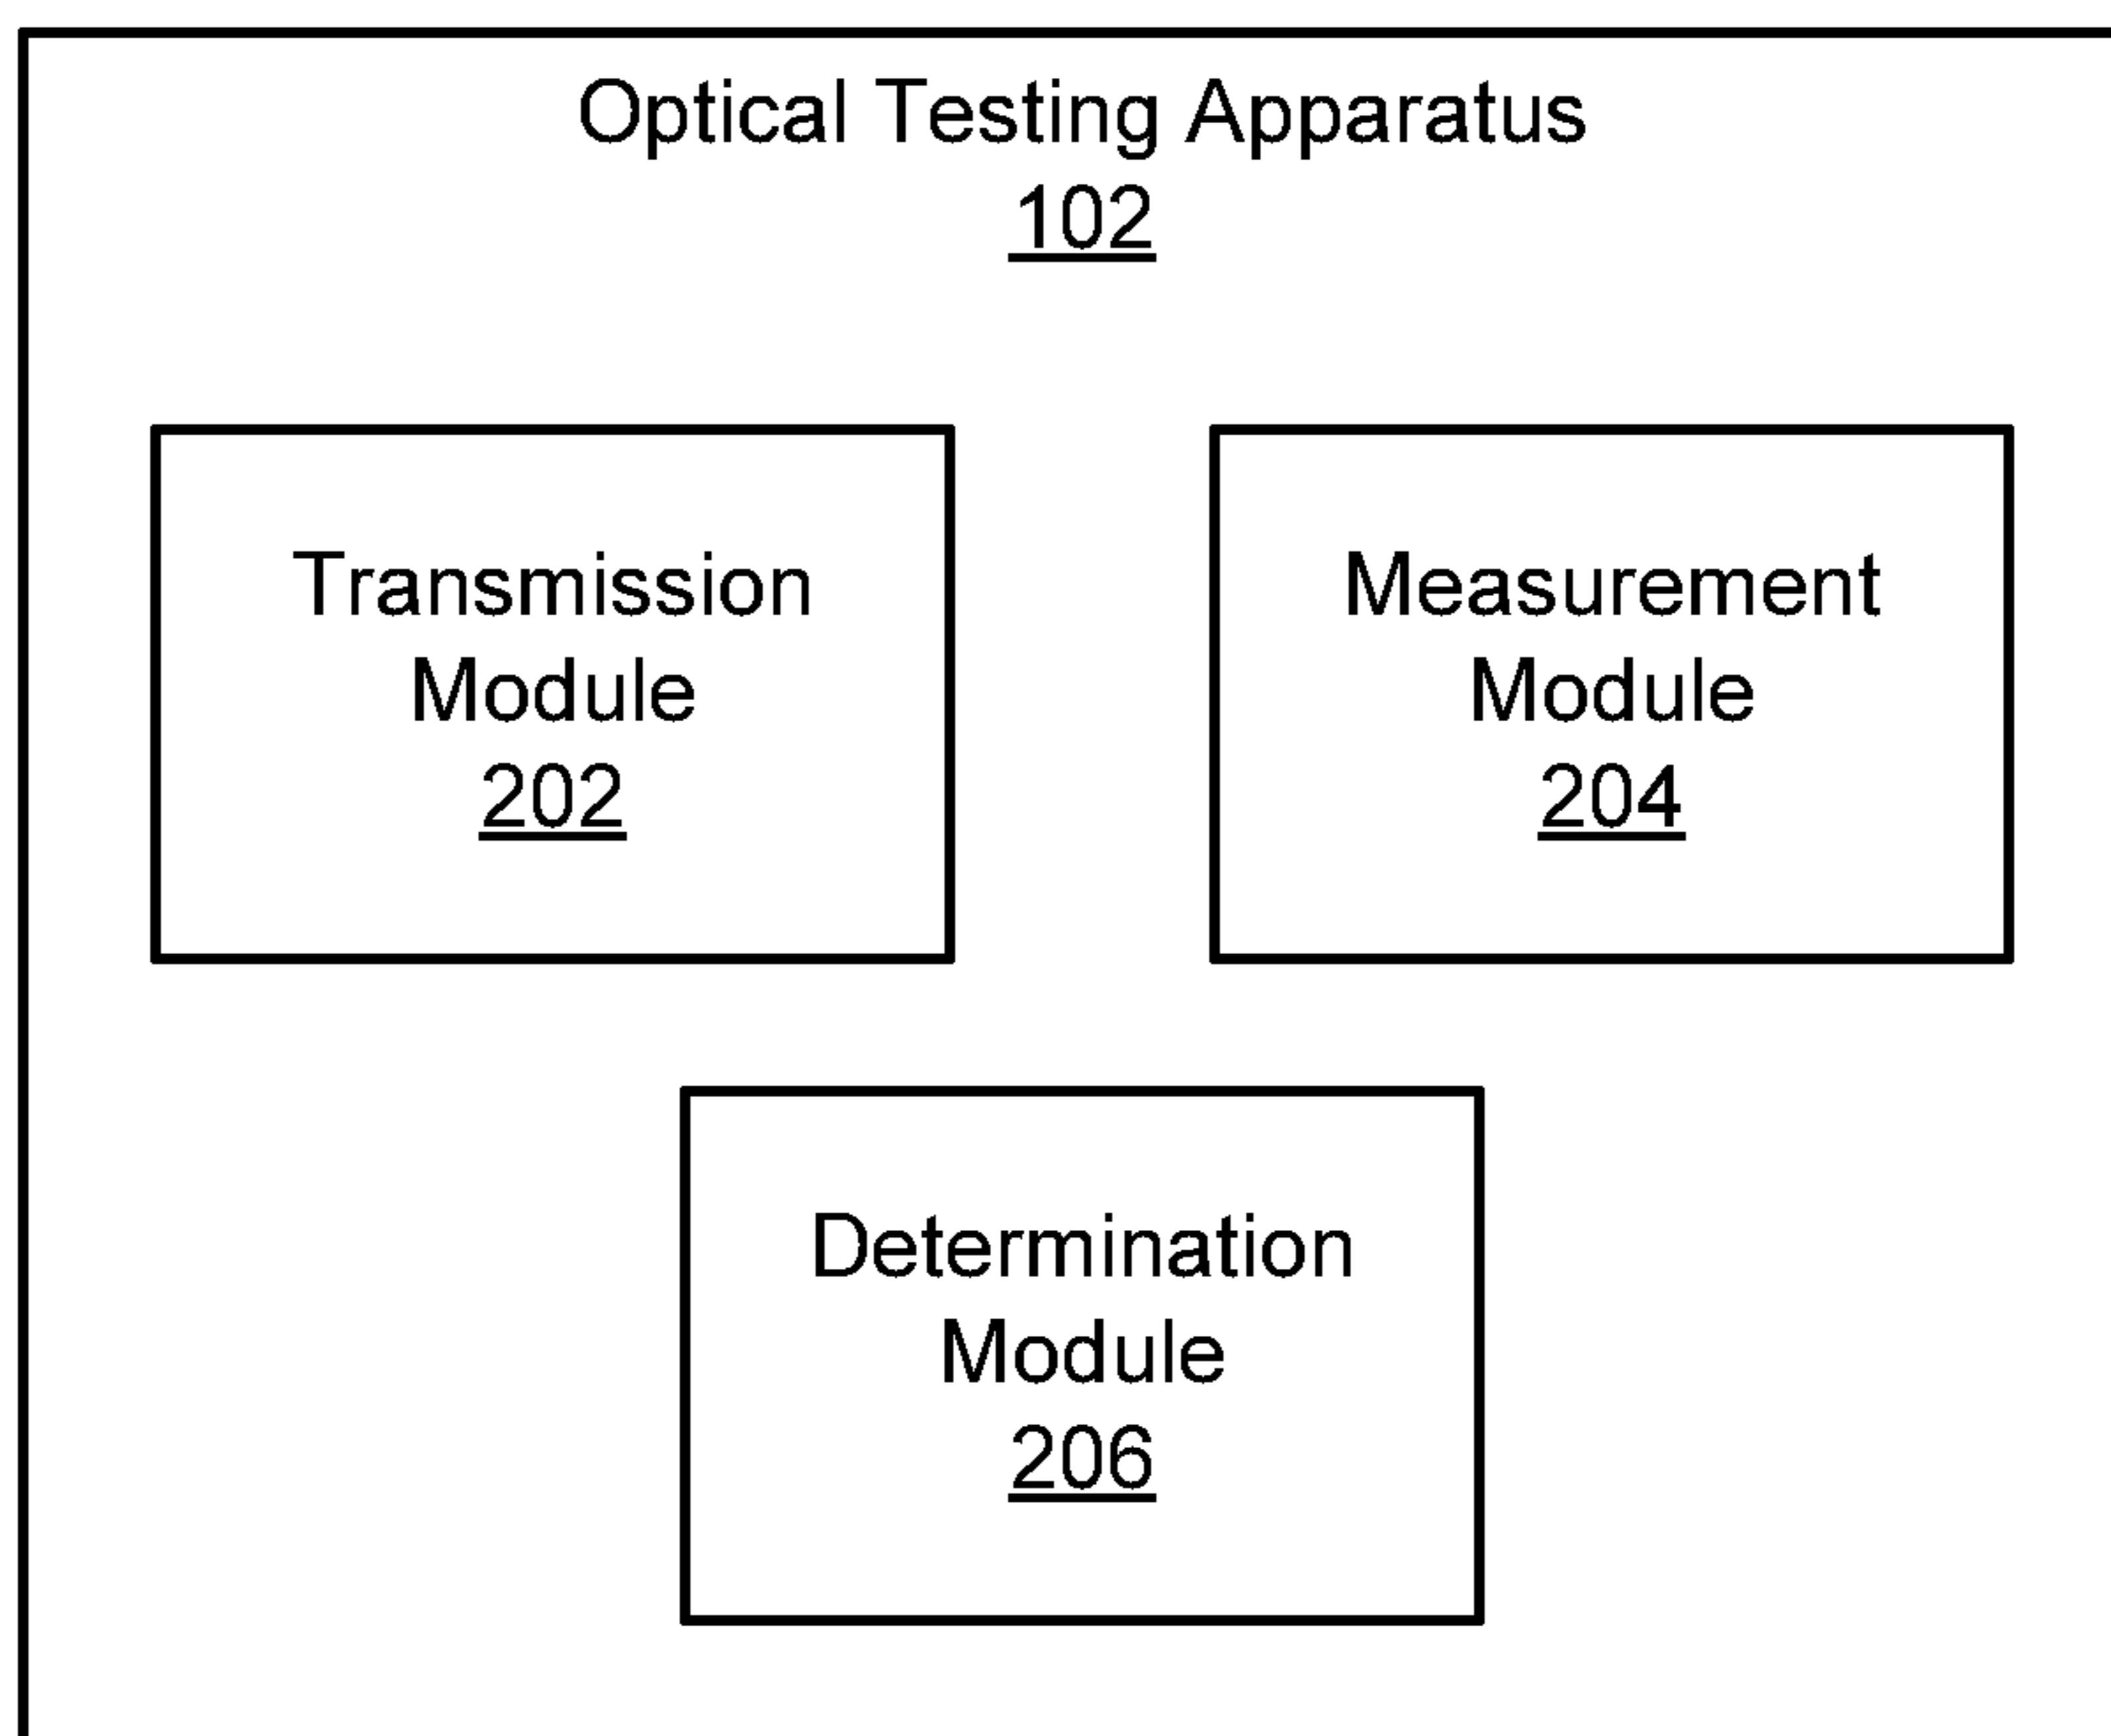 Optical Testing Apparatus
102
Transmission
Module
202
Measurement
Module
204
Determination
Module
206